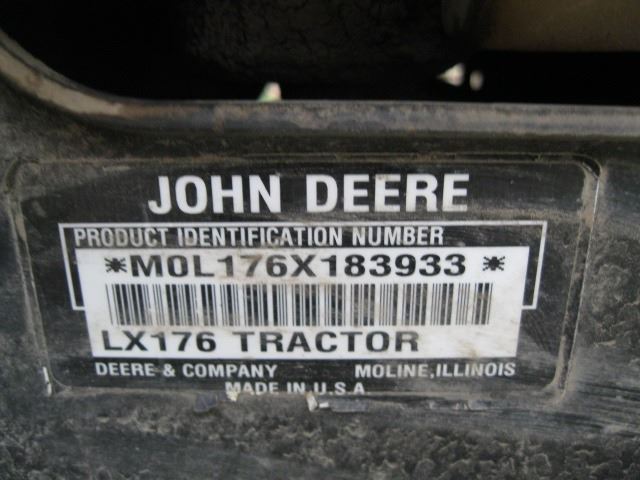 JOHN DEERE
PRODUCT IDENTIFICATION NUMBER
*M0L176X183933*
LX176 TRACTOR
DEERE & COMPANY MOLINE, ILLINOIS
MADE IN U.S.A.